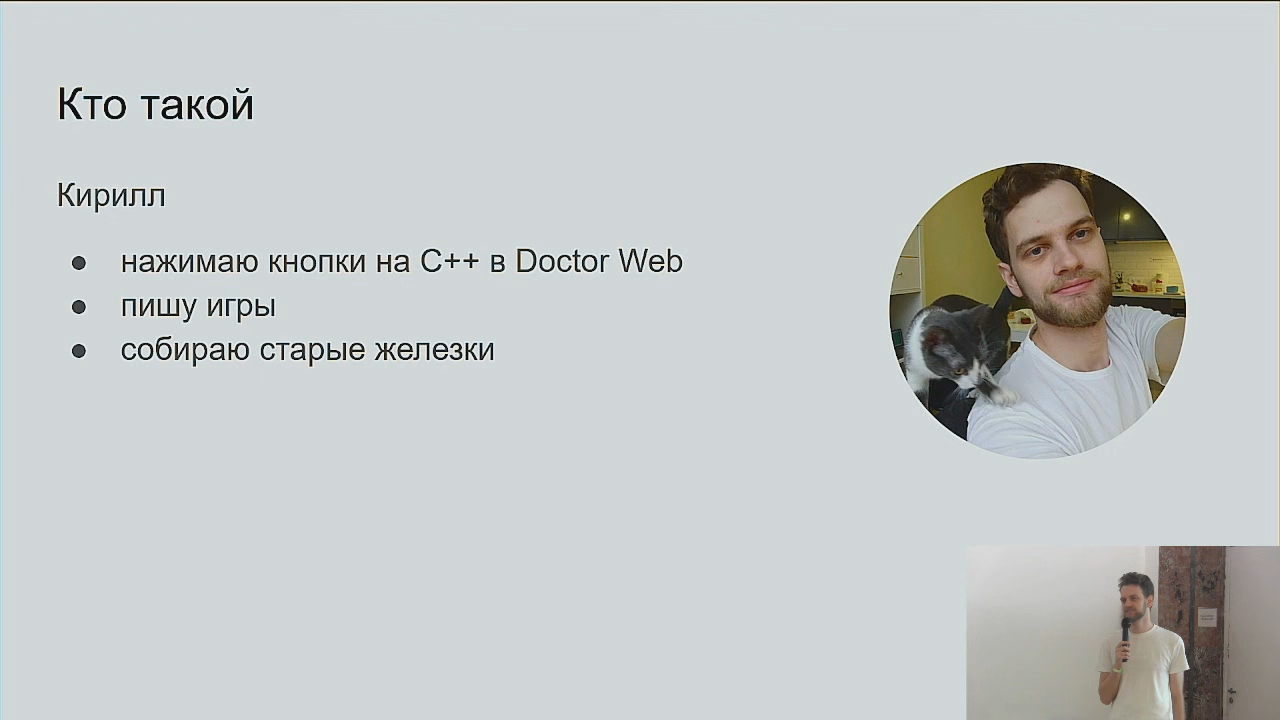 Кто такой
Кирилл
● нажимаю кнопки на C++ в Doctor Web
● пишу игры
● собираю старые железки